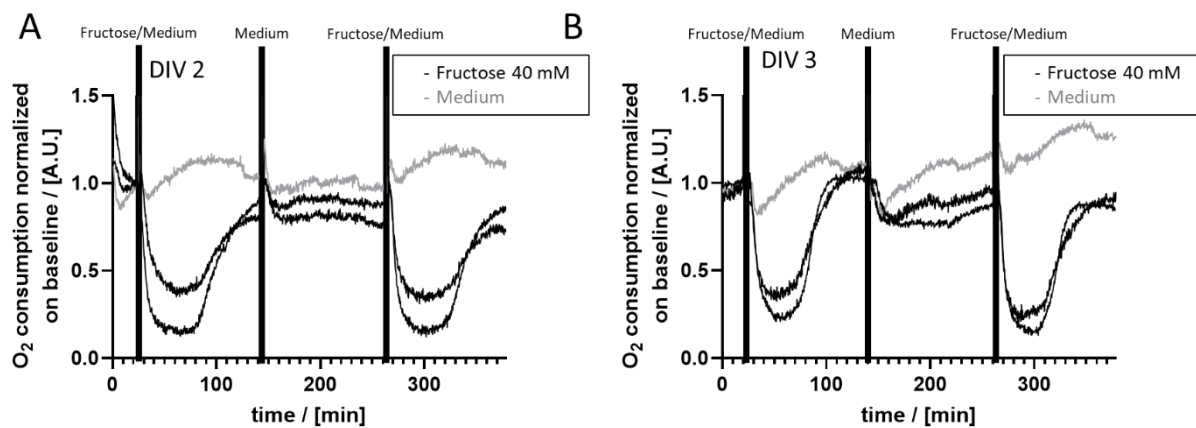 A
Fructose/Medium
Medium
Fructose/Medium
DIV 2
- Fructose 40 mM
- Medium
O2 consumption normalized
on baseline / [A.U.]
1.5
1.0
0.5
0.0
0
100
200
300
time / [min]
B
Fructose/Medium
Medium
Fructose/Medium
DIV 3
- Fructose 40 mM
- Medium
O2 consumption normalized
on baseline / [A.U.]
1.5
1.0
0.5
0.0
0
100
200
300
time / [min]